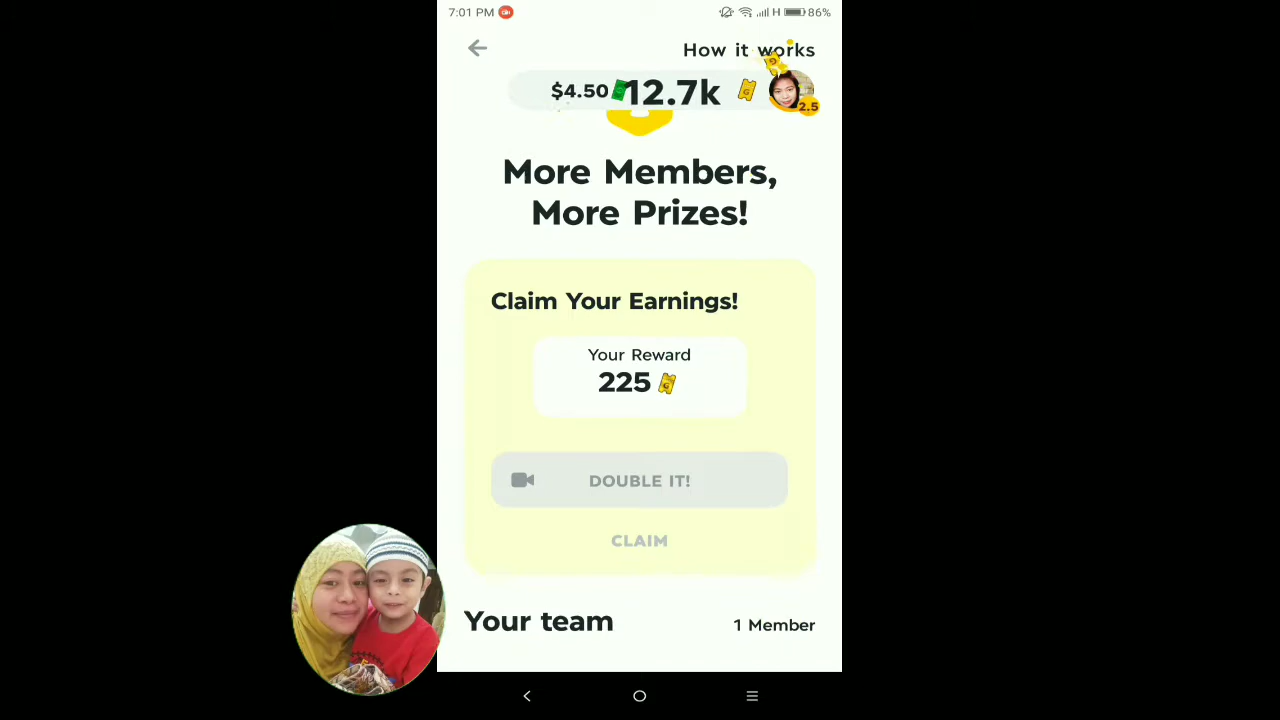 7:01 PM
H 86%
How it works
$4.50 12.7k
2.5
More Members,
More Prizes!
Claim Your Earnings!
Your Reward
225
DOUBLE IT!
CLAIM
Your team
1 Member